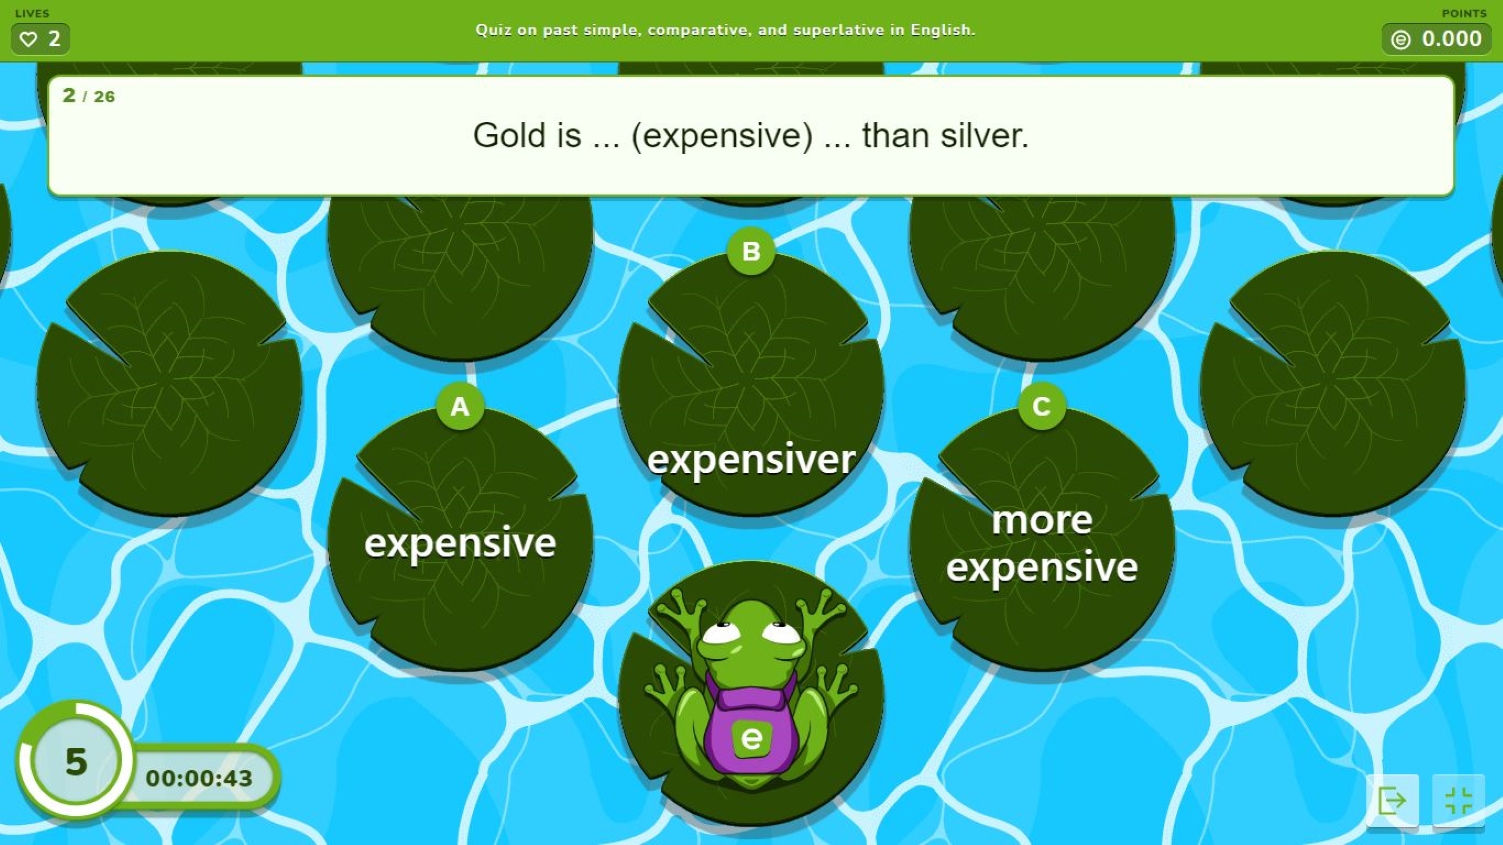 LIVES
2
Quiz on past simple, comparative, and superlative in English.
POINTS
e 0.000
2 / 26
Gold is ... (expensive) ... than silver.
B
expensiver
A
expensive
C
more
expensive
e
5
00:00:43